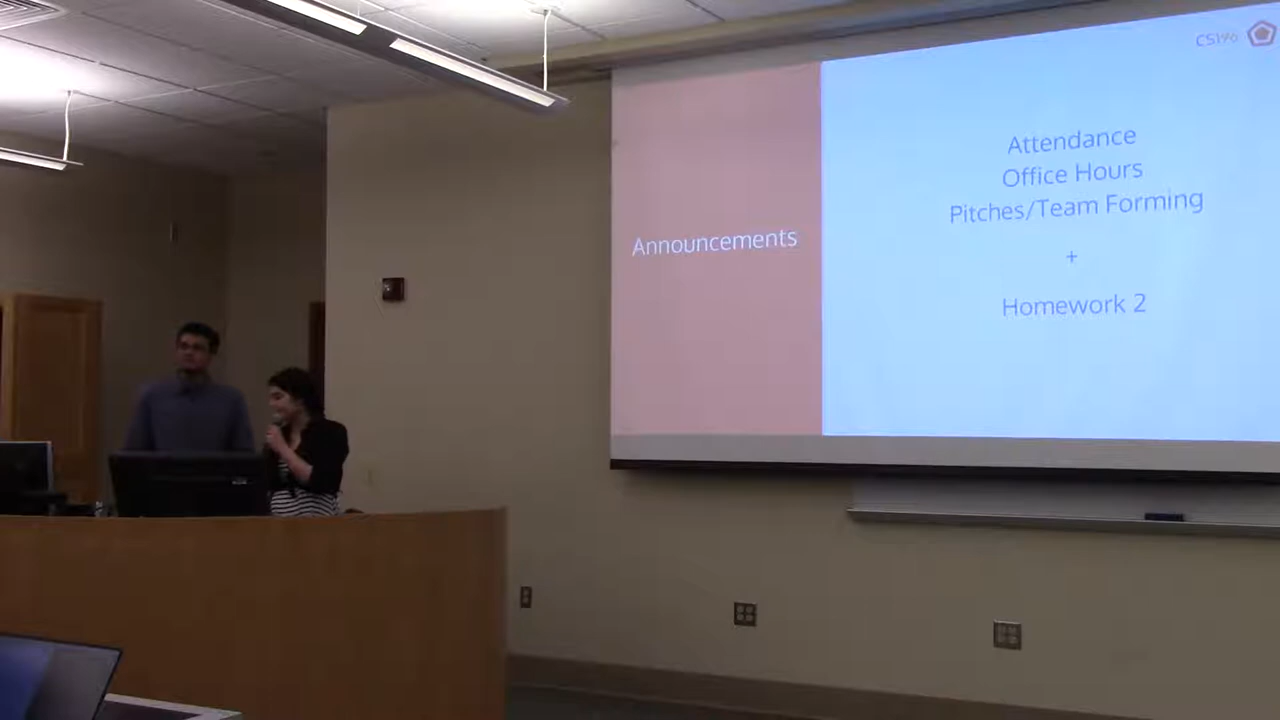 CS196
Attendance
Office Hours
Pitches/Team Forming
Announcements
+
Homework 2